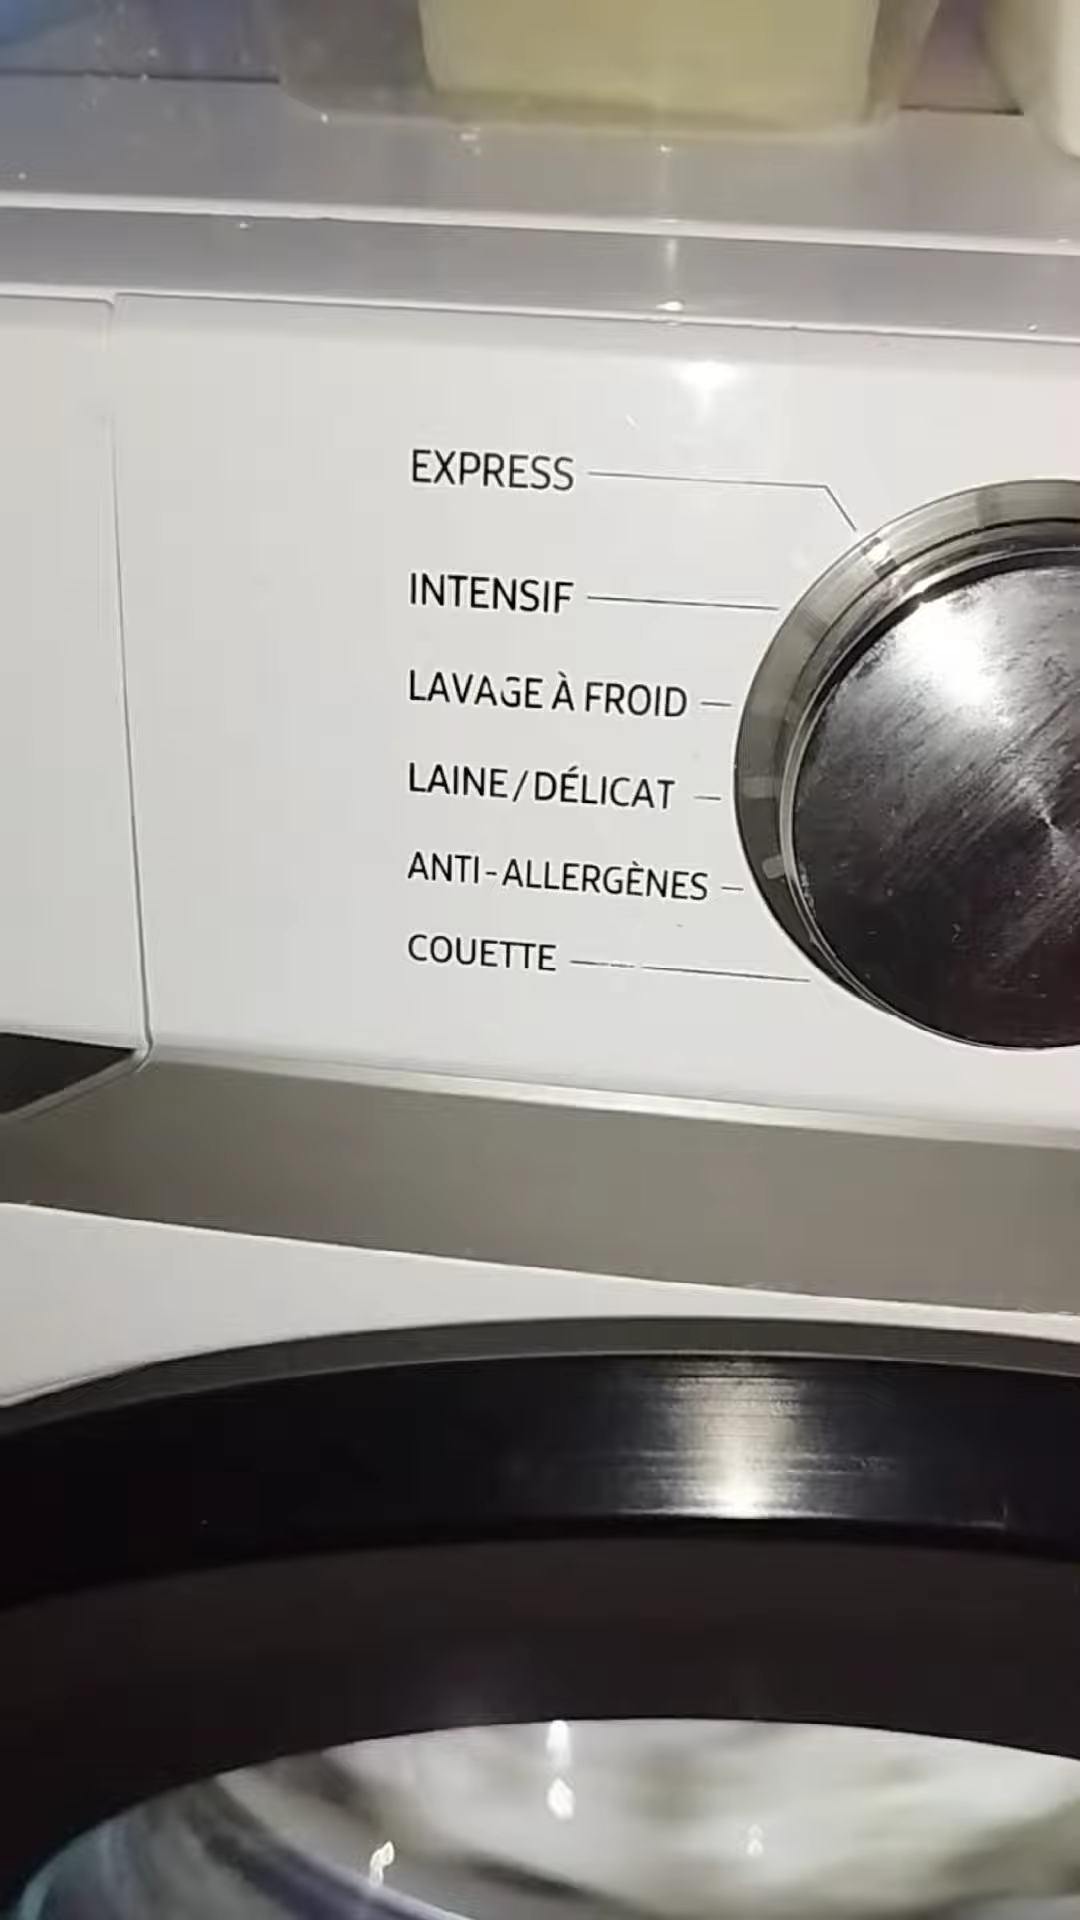 EXPRESS
INTENSIF
LAVAGE À FROID
LAINE/DÉLICAT
ANTI-ALLERGÈNES
COUETTE